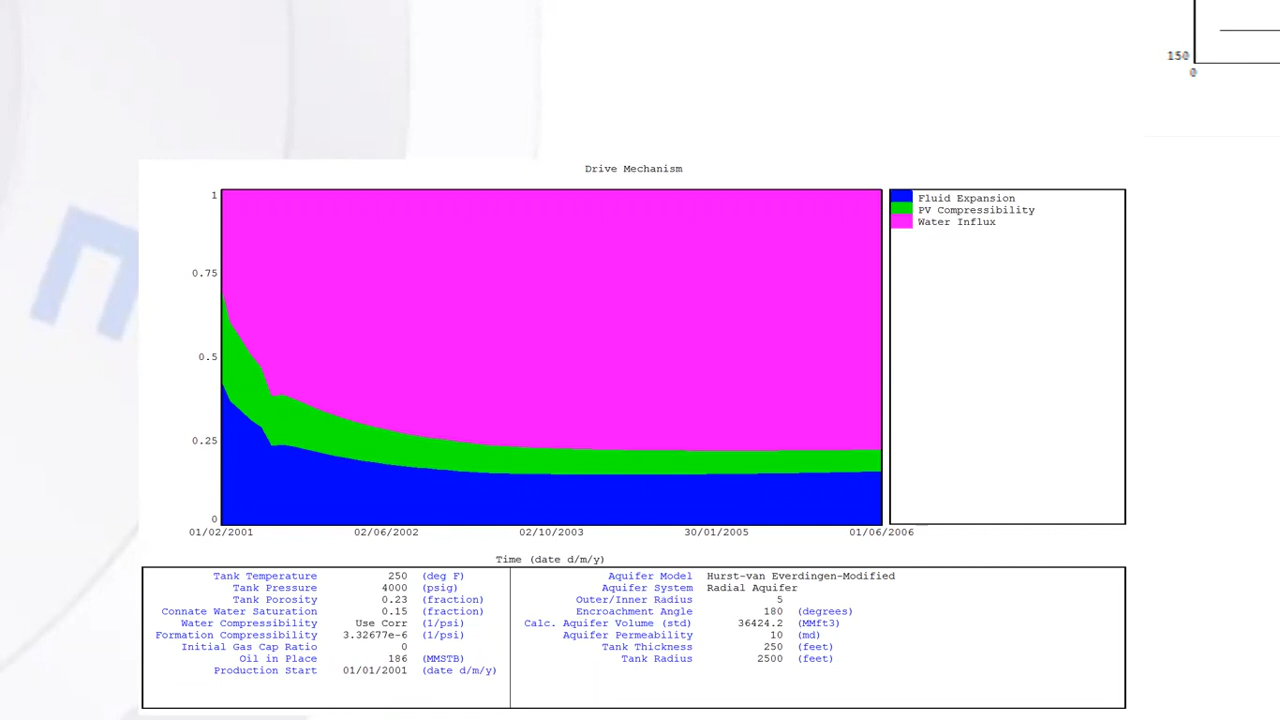 150
0
Drive Mechanism
1
0.75
0.5
0.25
0
01/02/2001 02/06/2002 02/10/2003 30/01/2005 01/06/2006
Time (date d/m/y)
Fluid Expansion
PV Compressibility
Water Influx
Tank Temperature 250 (deg F)
Tank Pressure 4000 (psig)
Tank Porosity 0.23 (fraction)
Connate Water Saturation 0.15 (fraction)
Water Compressibility Use Corr (1/psi)
Formation Compressibility 3.32677e-6 (1/psi)
Initial Gas Cap Ratio 0
Oil in Place 186 (MMSTB)
Production Start 01/01/2001 (date d/m/y)
Aquifer Model Hurst-van Everdingen-Modified
Aquifer System Radial Aquifer
Outer/Inner Radius 5
Encroachment Angle 180 (degrees)
Calc. Aquifer Volume (std) 36424.2 (MMft3)
Aquifer Permeability 10 (md)
Tank Thickness 250 (feet)
Tank Radius 2500 (feet)